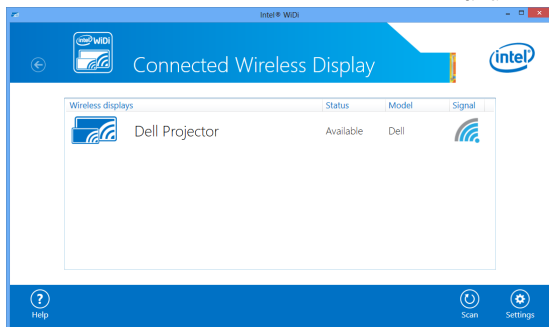 Intel® WiDi
intel WiDi
Connected Wireless Display
intel
Wireless displays Status Model Signal
Dell Projector Available Dell
? Help
Scan
Settings